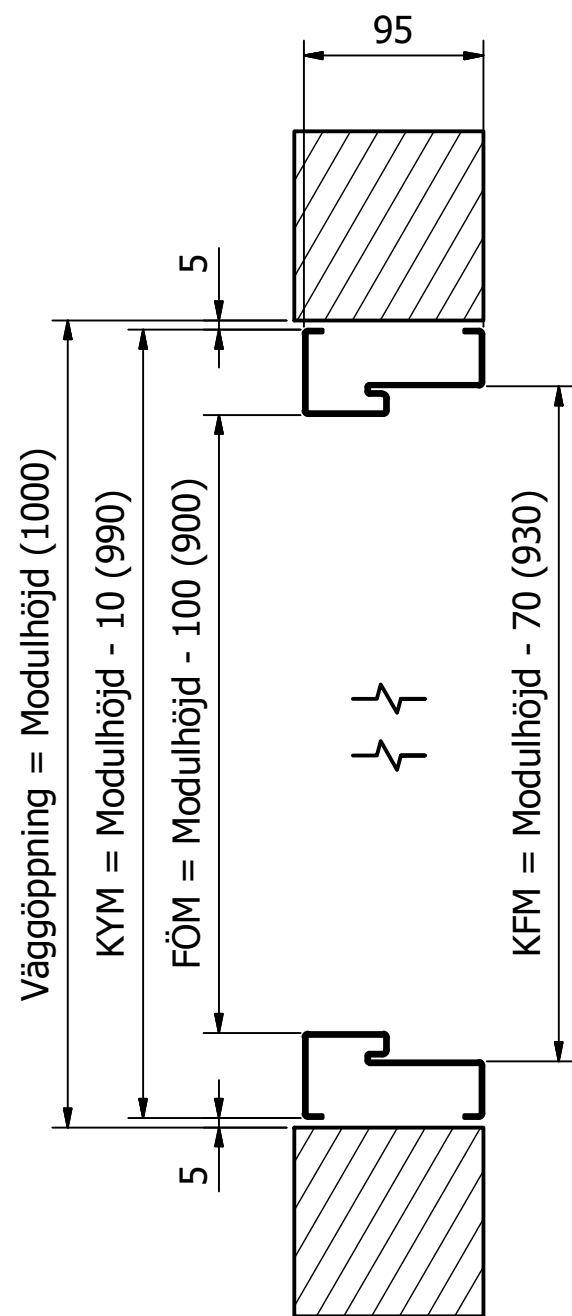 95
5
Väggöppning = Modulhöjd (1000)
KYM = Modulhöjd - 10 (990)
FÖM = Modulhöjd - 100 (900)
KFM = Modulhöjd - 70 (930)
5